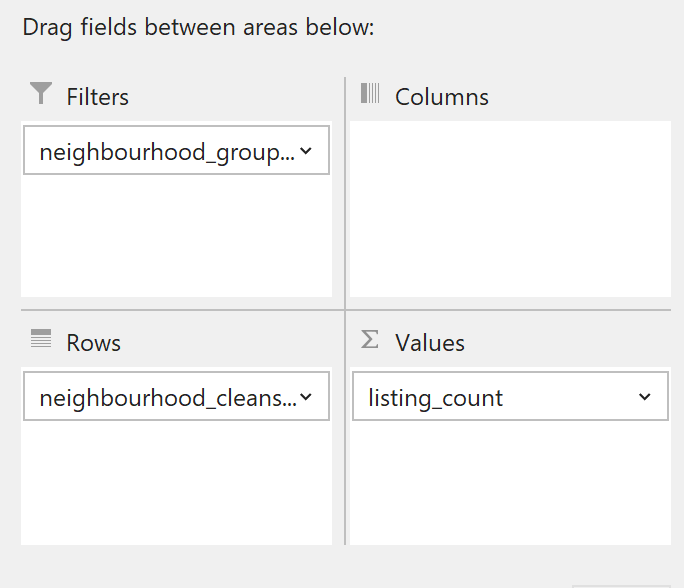 Drag fields between areas below:
Filters
Columns
neighbourhood_group...
Rows
Values
neighbourhood_cleans...
listing_count